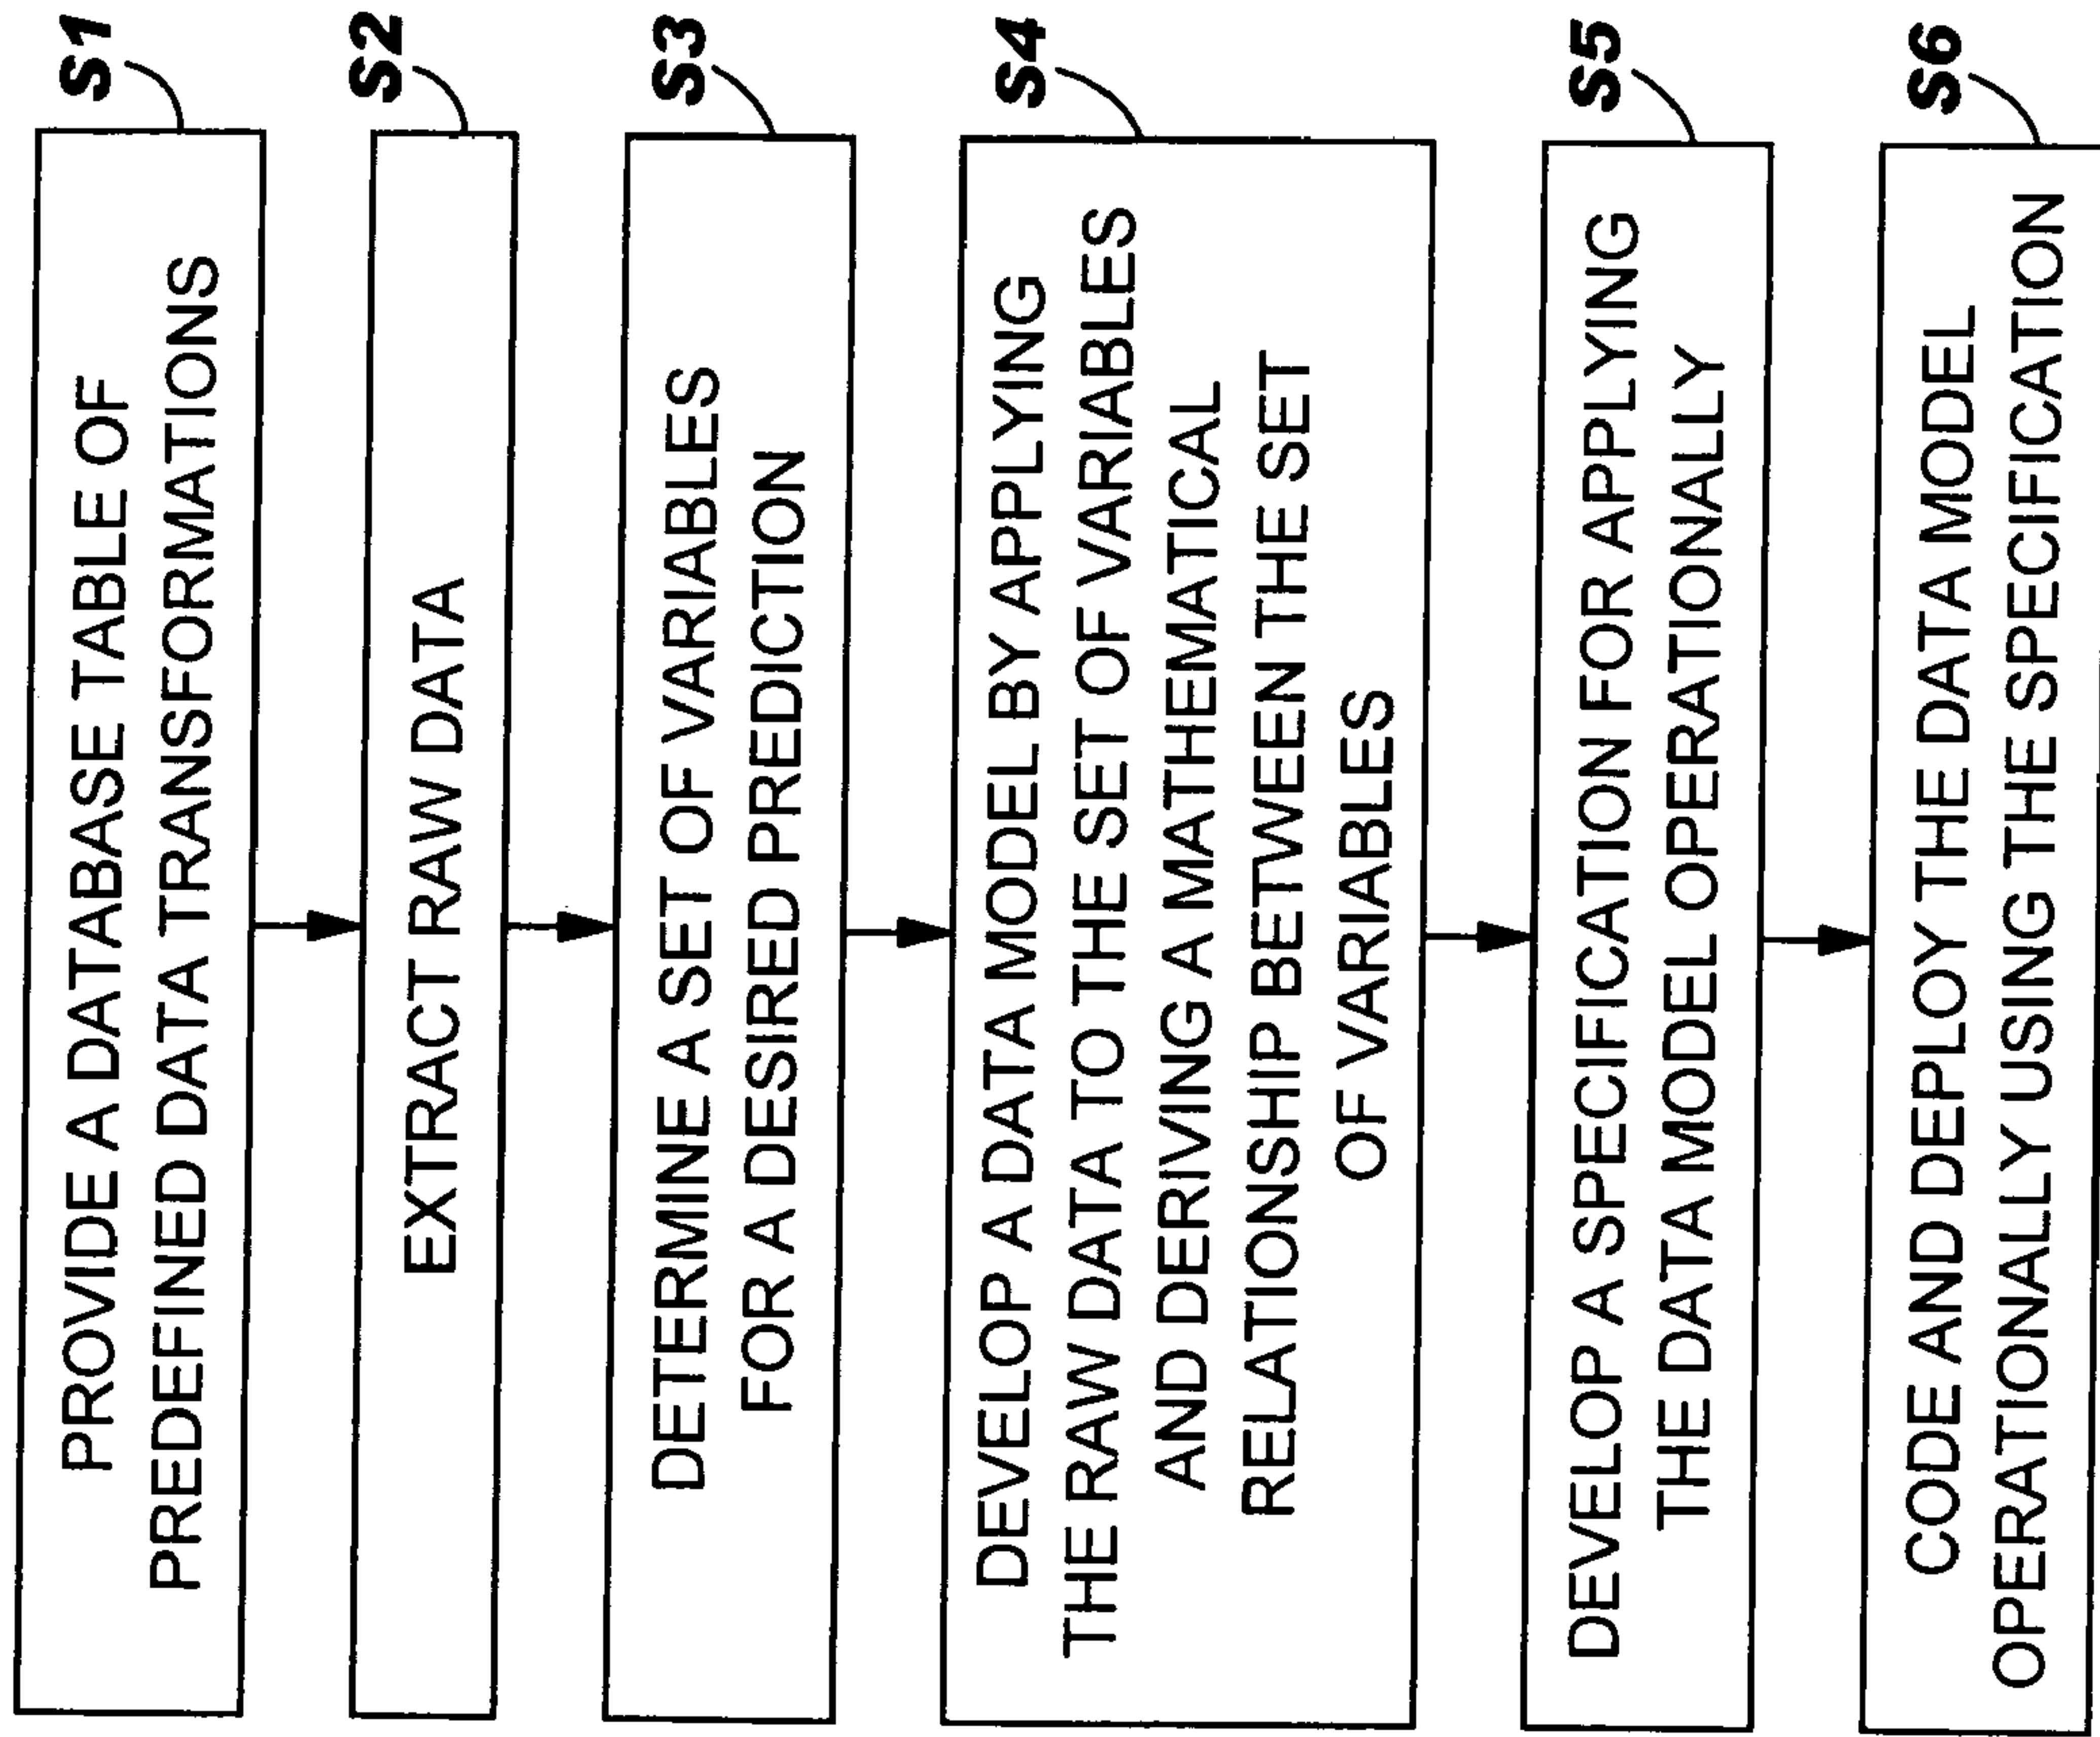 S1
PROVIDE A DATABASE TABLE OF
PREDEFINED DATA TRANSFORMATIONS
S2
EXTRACT RAW DATA
S3
DETERMINE A SET OF VARIABLES
FOR A DESIRED PREDICTION
S4
DEVELOP A DATA MODEL BY APPLYING
THE RAW DATA TO THE SET OF VARIABLES
AND DERIVING A MATHEMATICAL
RELATIONSHIP BETWEEN THE SET
OF VARIABLES
S5
DEVELOP A SPECIFICATION FOR APPLYING
THE DATA MODEL OPERATIONALLY
S6
CODE AND DEPLOY THE DATA MODEL
OPERATIONALLY USING THE SPECIFICATION